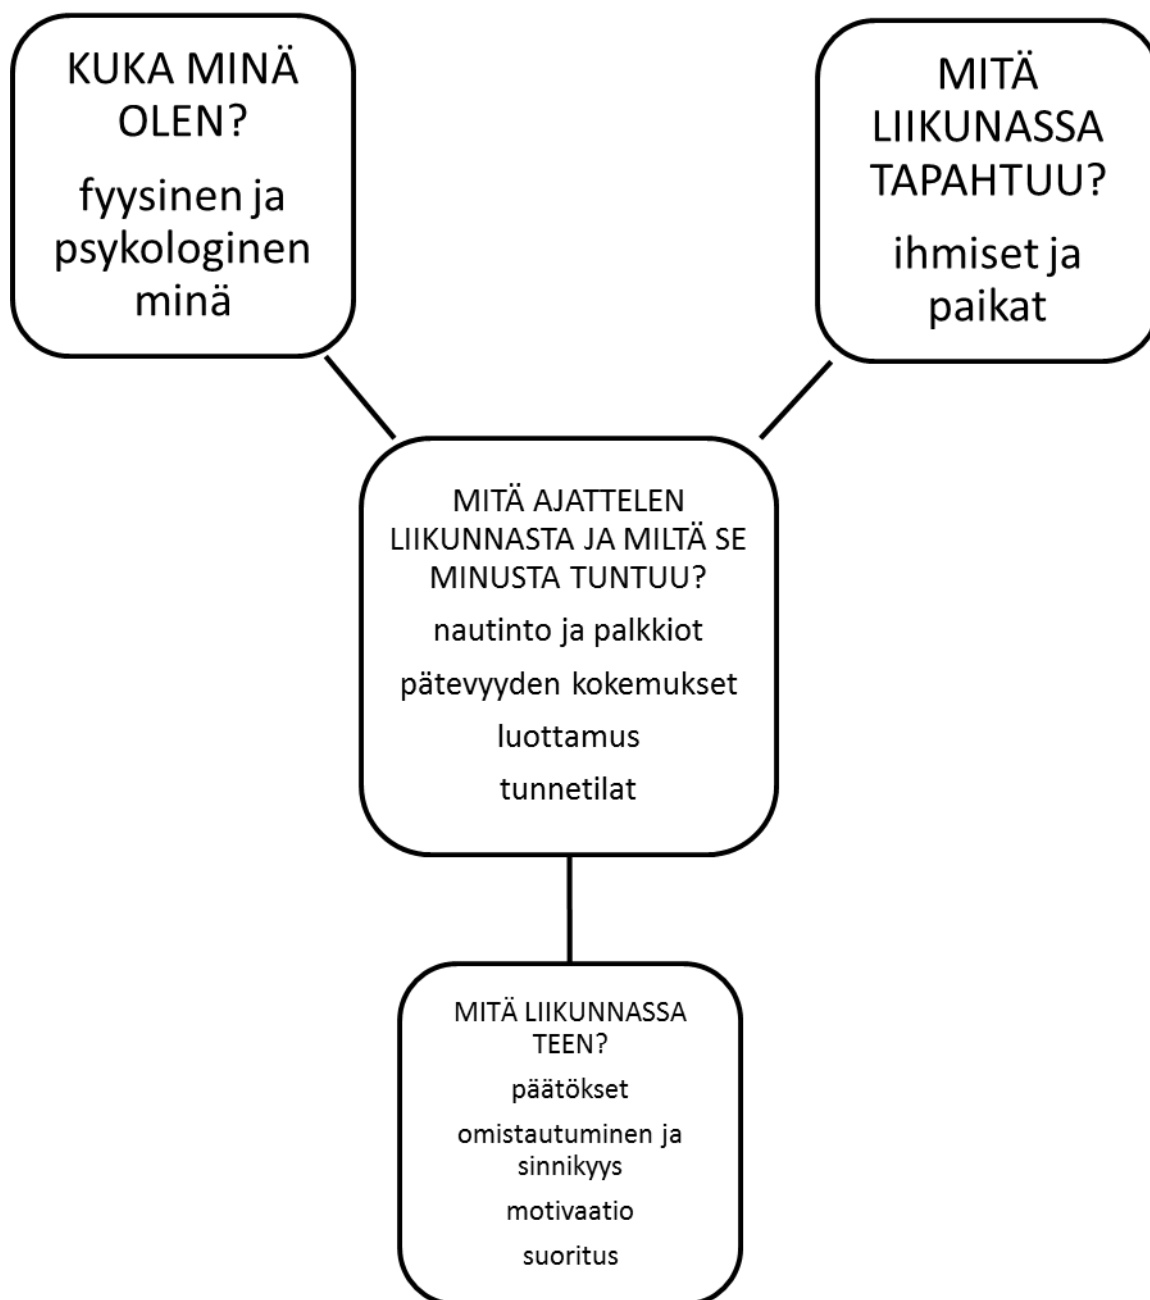 KUKA MINÄ
OLEN?
fyysinen ja
psykologinen
minä
MITÄ
LIIKUNASSA
TAPAHTUU?
ihmiset ja
paikat
MITÄ AJATTELEN
LIIKUNNASTA JA MILTÄ SE
MINUSTA TUNTUU?
nautinto ja palkkiot
pätevyyden kokemukset
luottamus
tunnetilat
MITÄ LIIKUNNASSA
TEEN?
päätökset
omistautuminen ja
sinnikyys
motivaatio
suoritus